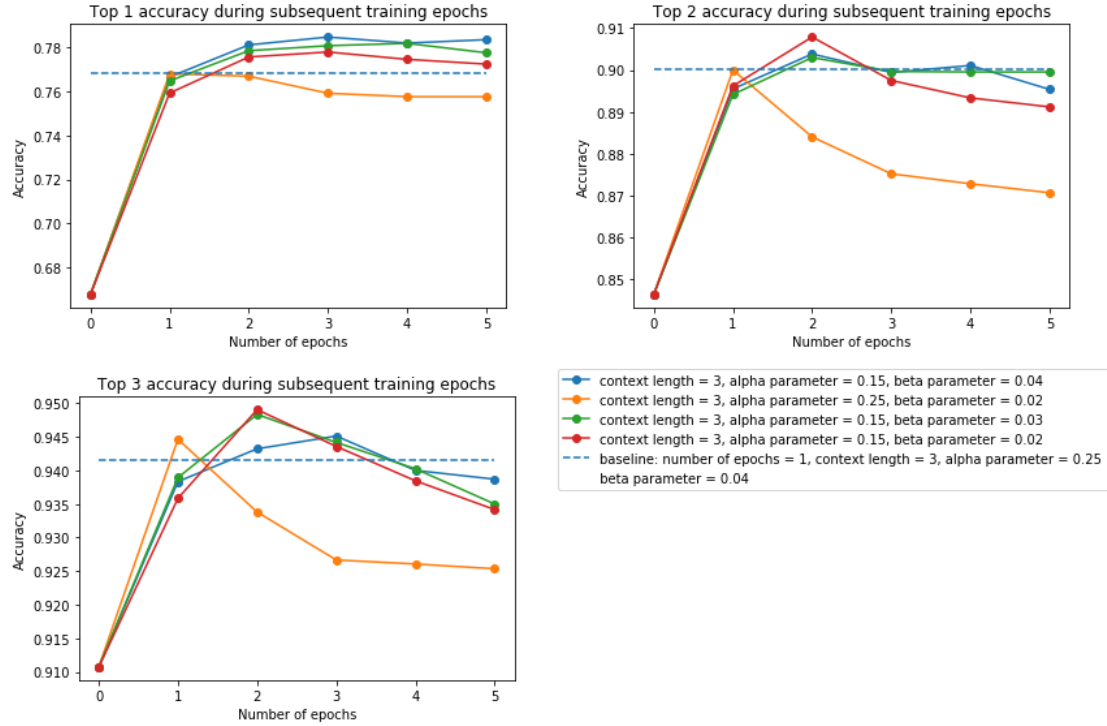 Top 1 accuracy during subsequent training epochs
0.78
0.76
0.74
0.72
0.70
0.68
Accuracy
0 1 2 3 4 5
Number of epochs
Top 2 accuracy during subsequent training epochs
0.91
0.90
0.89
0.88
0.87
0.86
0.85
Accuracy
0 1 2 3 4 5
Number of epochs
Top 3 accuracy during subsequent training epochs
0.950
0.945
0.940
0.935
0.930
0.925
0.920
0.915
0.910
Accuracy
0 1 2 3 4 5
Number of epochs
context length = 3, alpha parameter = 0.15, beta parameter = 0.04
context length = 3, alpha parameter = 0.25, beta parameter = 0.02
context length = 3, alpha parameter = 0.15, beta parameter = 0.03
context length = 3, alpha parameter = 0.15, beta parameter = 0.02
baseline: number of epochs = 1, context length = 3, alpha parameter = 0.25
beta parameter = 0.04